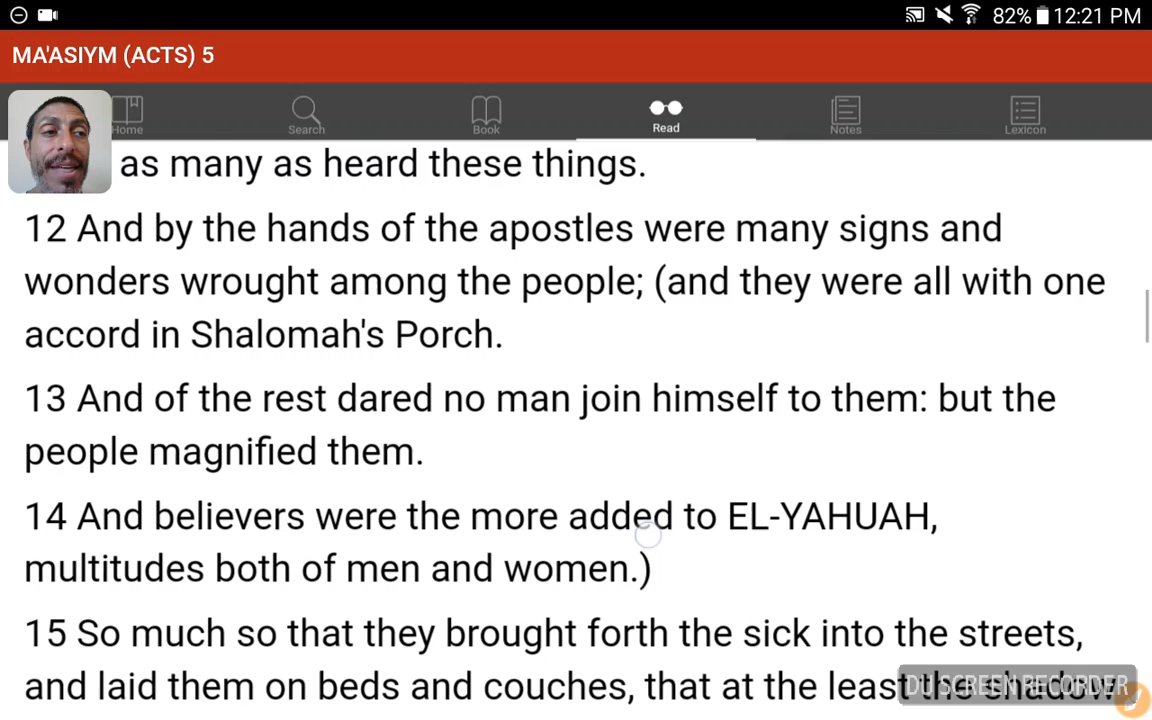 82% 12:21 PM
MA'ASIYM (ACTS) 5
Home Search Book Read Notes Lexicon
as many as heard these things.
12 And by the hands of the apostles were many signs and
wonders wrought among the people; (and they were all with one
accord in Shalomah's Porch.
13 And of the rest dared no man join himself to them: but the
people magnified them.
14 And believers were the more added to EL-YAHUAH,
multitudes both of men and women.)
15 So much so that they brought forth the sick into the streets,
and laid them on beds and couches, that at the least the shadow
DU SCREEN RECORDER